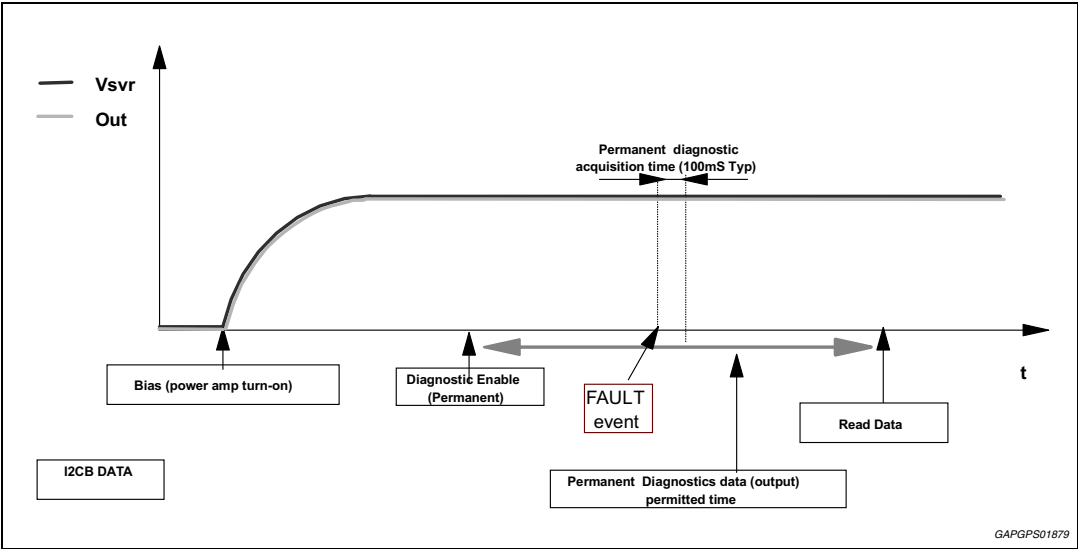 Vsvr
Out
Permanent diagnostic
acquisition time (100mS Typ)
t
Bias (power amp turn-on)
Diagnostic Enable
(Permanent)
FAULT
event
Read Data
I2CB DATA
Permanent Diagnostics data (output)
permitted time
GAPGPS01879